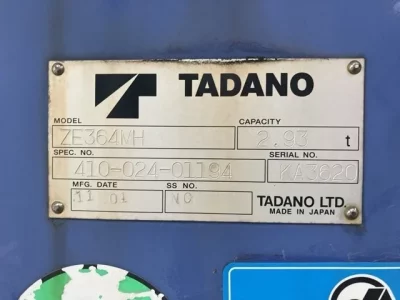 TADANO
MODEL CAPACITY
ZE364MH 2.93 t
SPEC. NO. SERIAL NO.
410-024-01194 KA3620
MFG. DATE SS NO.
11 01 NO
TADANO LTD.
MADE IN JAPAN